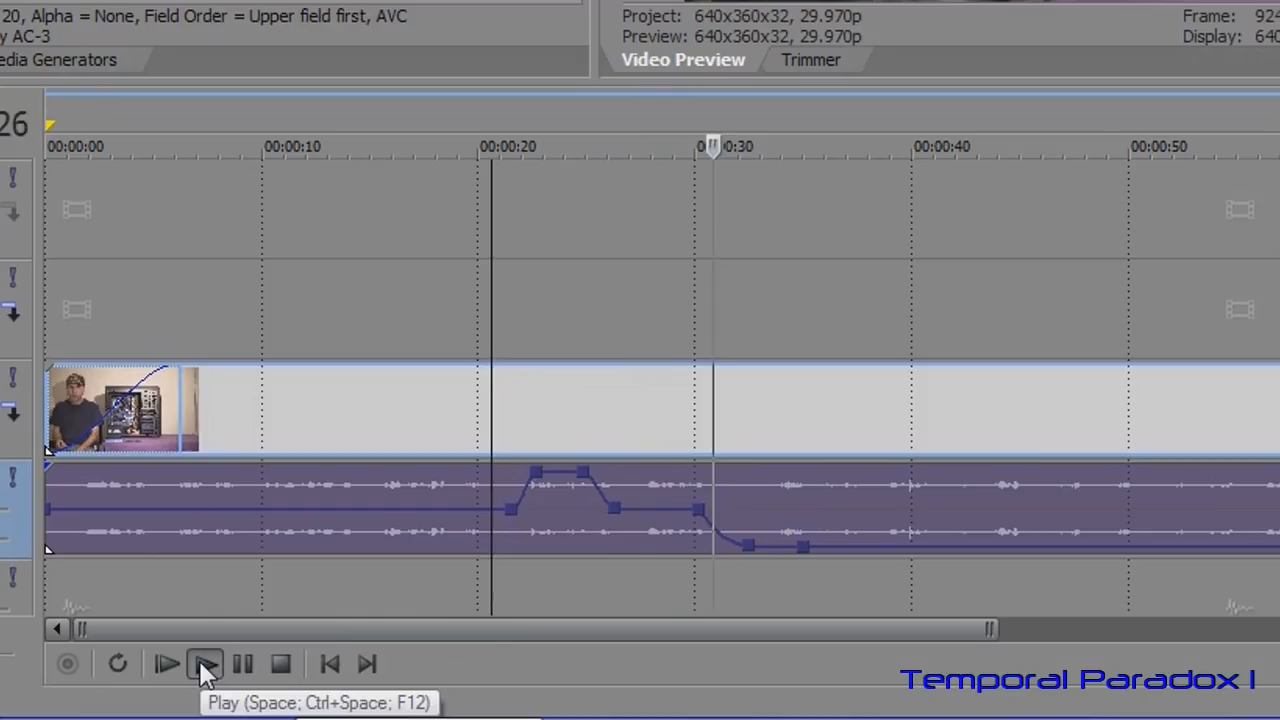 20, Alpha = None, Field Order = Upper field first, AVC
y AC-3
edia Generators
Project: 640x360x32, 29.970p
Preview: 640x360x32, 29.970p
Frame: 92
Display: 640
Video Preview
Trimmer
26
00:00:00 00:00:10 00:00:20 0:30 00:00:40 00:00:50
Temporal Paradox I
Play (Space; Ctrl+Space; F12)